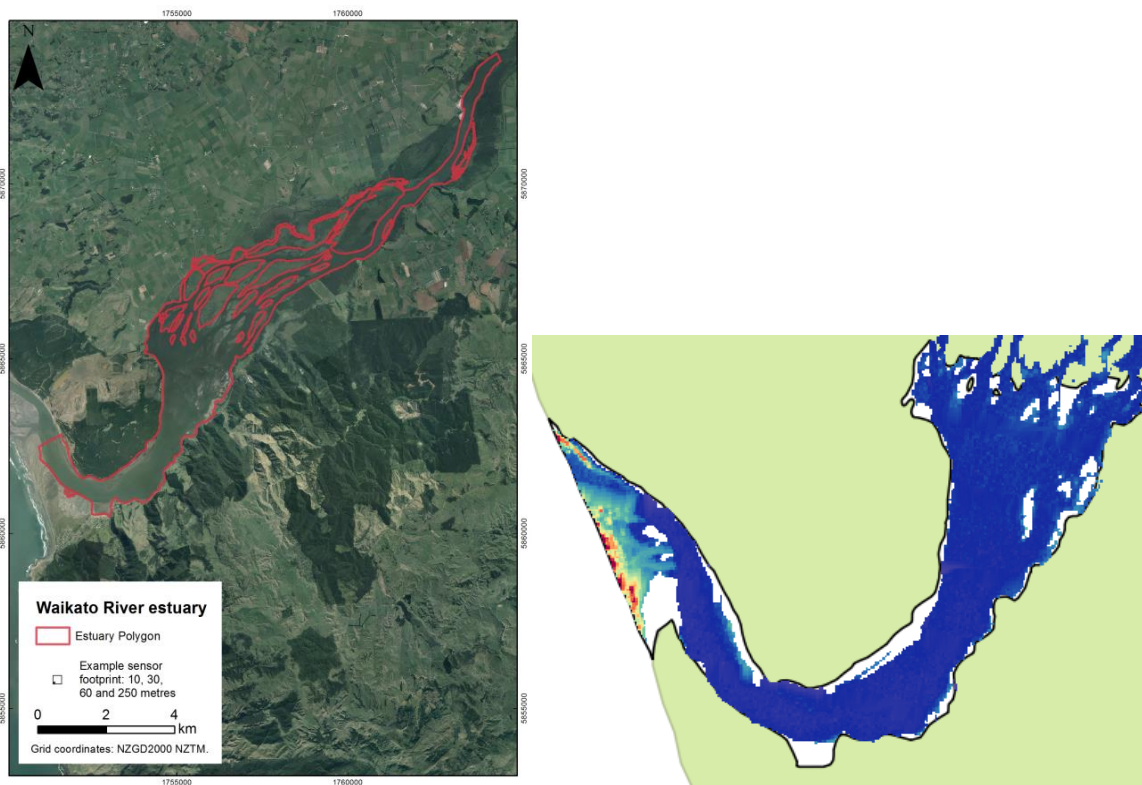 1755000 1760000
N
5870000 5870000
5865000 5865000
5860000 5860000
5855000 5855000
Waikato River estuary
Estuary Polygon
Example sensor
footprint: 10, 30,
60 and 250 metres
0 2 4
km
Grid coordinates: NZGD2000 NZTM.
1755000 1760000